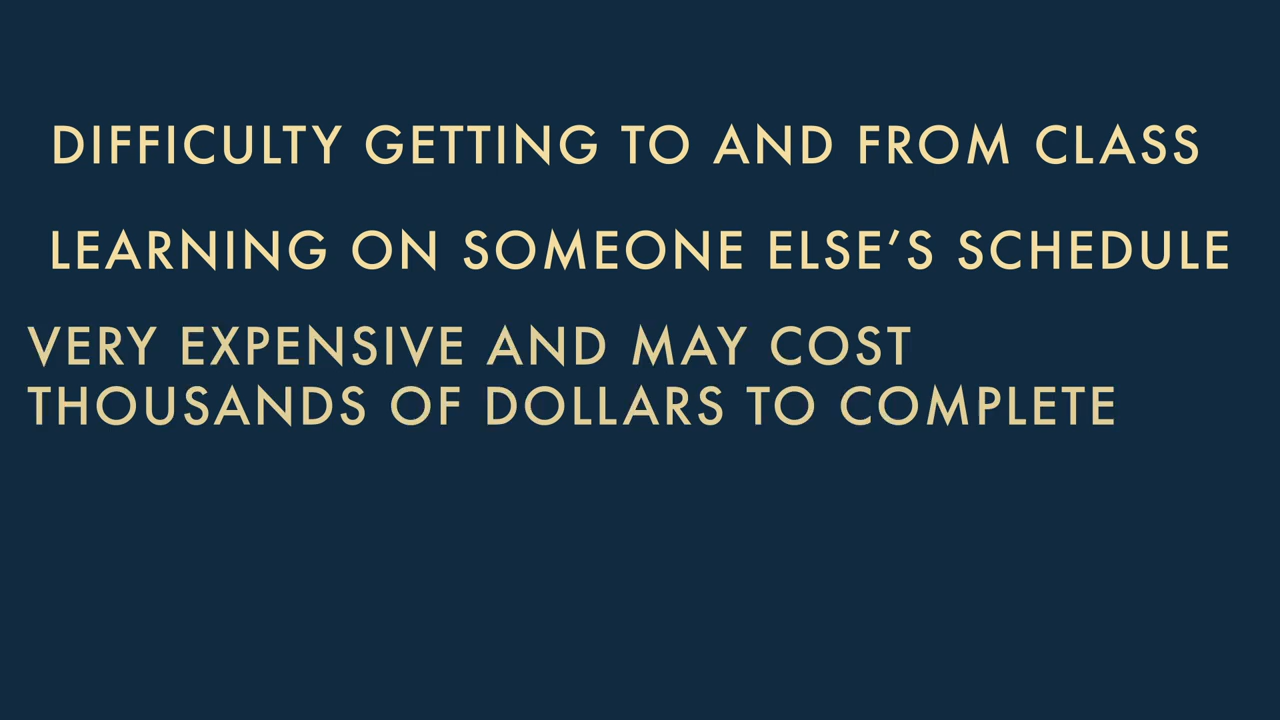 DIFFICULTY GETTING TO AND FROM CLASS
LEARNING ON SOMEONE ELSE’S SCHEDULE
VERY EXPENSIVE AND MAY COST
THOUSANDS OF DOLLARS TO COMPLETE